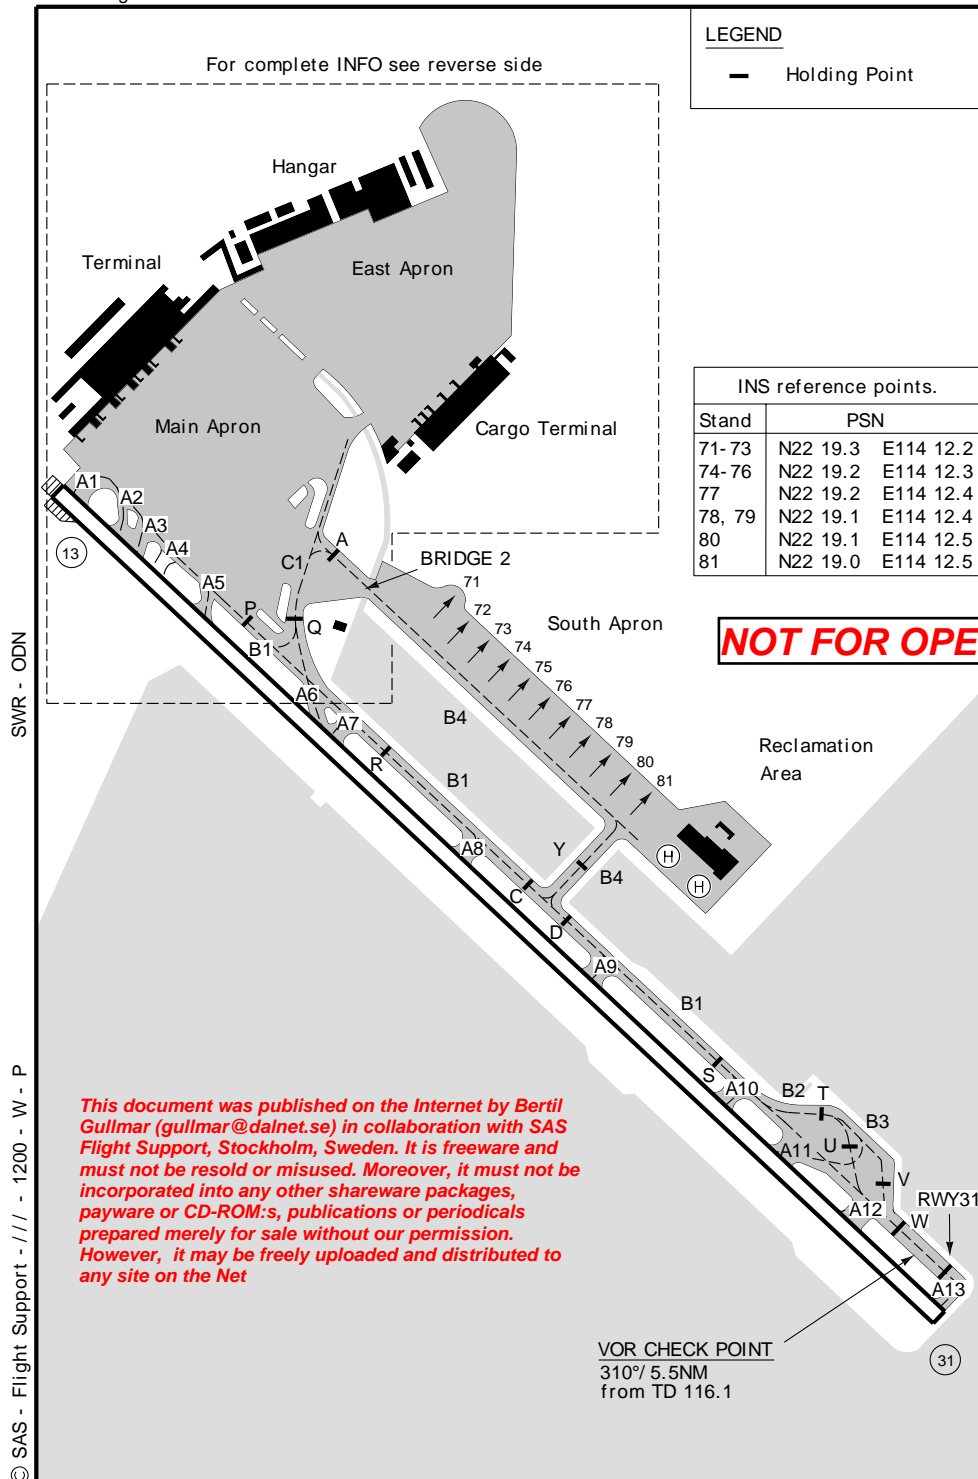 LEGEND
Holding Point
For complete INFO see reverse side
Hangar
Terminal
East Apron
Main Apron
Cargo Terminal
INS reference points.
Stand PSN
71-73 N22 19.3 E114 12.2
74-76 N22 19.2 E114 12.3
77 N22 19.2 E114 12.4
78, 79 N22 19.1 E114 12.4
80 N22 19.1 E114 12.5
81 N22 19.0 E114 12.5
A1
A2
A3
A4
13
A5
P
B1
C1
A
Q
BRIDGE 2
71
72
73
74
75
76
77
78
79
80
81
South Apron
NOT FOR OPE
A6
A7
R
B4
B1
Reclamation
Area
A8
Y
B4
H
H
C
D
A9
B1
S
A10
B2
T
B3
U
A11
V
A12
W
RWY31
A13
31
This document was published on the Internet by Bertil
Gullmar (gullmar@dalnet.se) in collaboration with SAS
Flight Support, Stockholm, Sweden. It is freeware and
must not be resold or misused. Moreover, it must not be
incorporated into any other shareware packages,
payware or CD-ROM:s, publications or periodicals
prepared merely for sale without our permission.
However, it may be freely uploaded and distributed to
any site on the Net
VOR CHECK POINT
310°/ 5.5NM
from TD 116.1
SWR - ODN
© SAS - Flight Support - / / / - 1200 - W - P